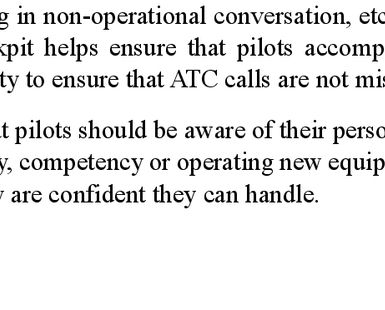 g in non-operational conversation, etc
kpit helps ensure that pilots accomp
ty to ensure that ATC calls are not mis
t pilots should be aware of their perso
y, competency or operating new equip
y are confident they can handle.